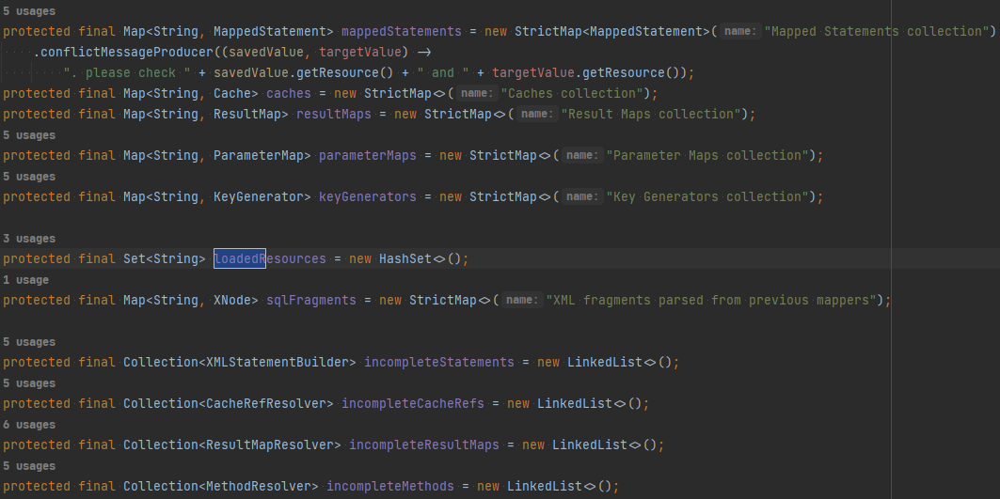 5 usages
protected final Map<String, MappedStatement> mappedStatements = new StrictMap<MappedStatement>( name: "Mapped Statements collection")
.conflictMessageProducer((savedValue, targetValue) ->
". please check " + savedValue.getResource() + " and " + targetValue.getResource());
protected final Map<String, Cache> caches = new StrictMap<>( name: "Caches collection");
protected final Map<String, ResultMap> resultMaps = new StrictMap<>( name: "Result Maps collection");
5 usages
protected final Map<String, ParameterMap> parameterMaps = new StrictMap<>( name: "Parameter Maps collection");
5 usages
protected final Map<String, KeyGenerator> keyGenerators = new StrictMap<>( name: "Key Generators collection");
3 usages
protected final Set<String> loadedResources = new HashSet<>();
1 usage
protected final Map<String, XNode> sqlFragments = new StrictMap<>( name: "XML fragments parsed from previous mappers");
5 usages
protected final Collection<XMLStatementBuilder> incompleteStatements = new LinkedList<>();
5 usages
protected final Collection<CacheRefResolver> incompleteCacheRefs = new LinkedList<>();
6 usages
protected final Collection<ResultMapResolver> incompleteResultMaps = new LinkedList<>();
5 usages
protected final Collection<MethodResolver> incompleteMethods = new LinkedList<>();